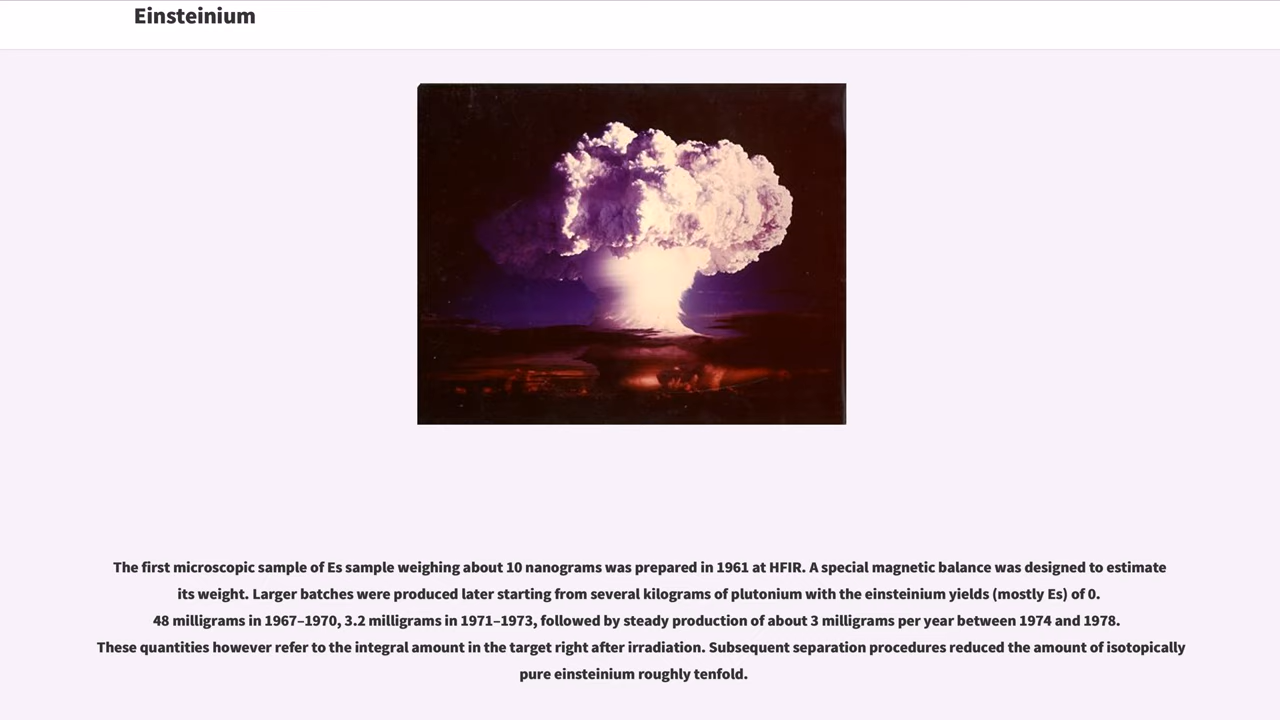 Einsteinium
The first microscopic sample of Es sample weighing about 10 nanograms was prepared in 1961 at HFIR. A special magnetic balance was designed to estimate
its weight. Larger batches were produced later starting from several kilograms of plutonium with the einsteinium yields (mostly Es) of 0.
48 milligrams in 1967–1970, 3.2 milligrams in 1971–1973, followed by steady production of about 3 milligrams per year between 1974 and 1978.
These quantities however refer to the integral amount in the target right after irradiation. Subsequent separation procedures reduced the amount of isotopically
pure einsteinium roughly tenfold.